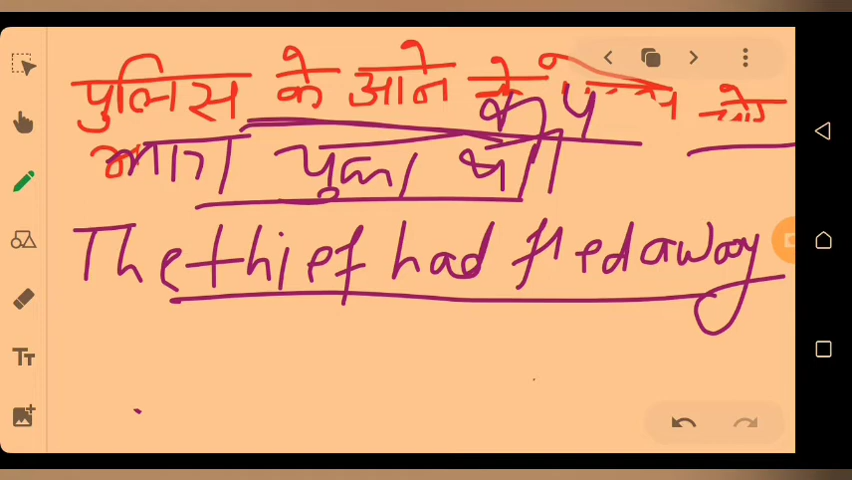 पुलिस के आने से
भाग चुका था
The thief had fled away